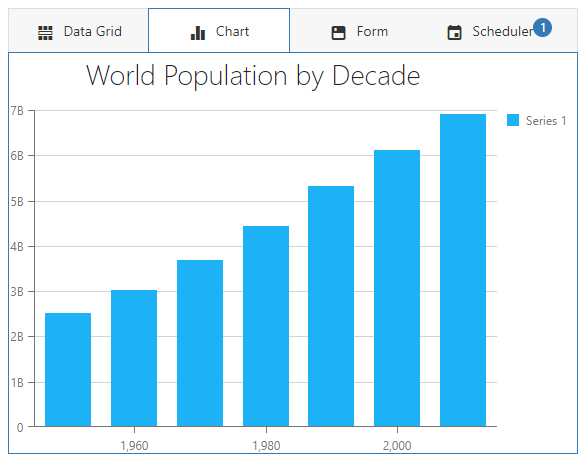 Data Grid
Chart
Form
Scheduler
1
World Population by Decade
7B
6B
5B
4B
3B
2B
1B
0
1,960
1,980
2,000
Series 1